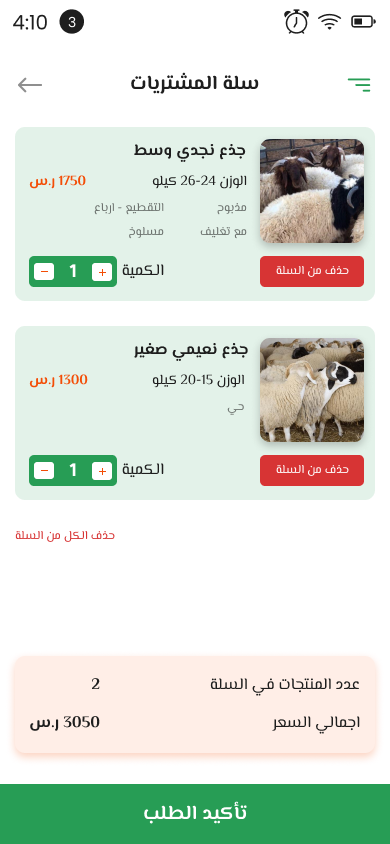 4:10 3
سلة المشتريات
جذع نجدي وسط
الوزن 24-26 كيلو 1750 ر.س
مذبوح التقطيع - ارباع
مع تغليف مسلوخ
حذف من السلة الكمية + 1 −
جذع نعيمي صغير
الوزن 15-20 كيلو 1300 ر.س
حي
حذف من السلة الكمية + 1 −
حذف الكل من السلة
عدد المنتجات في السلة 2
اجمالي السعر 3050 ر.س
تأكيد الطلب